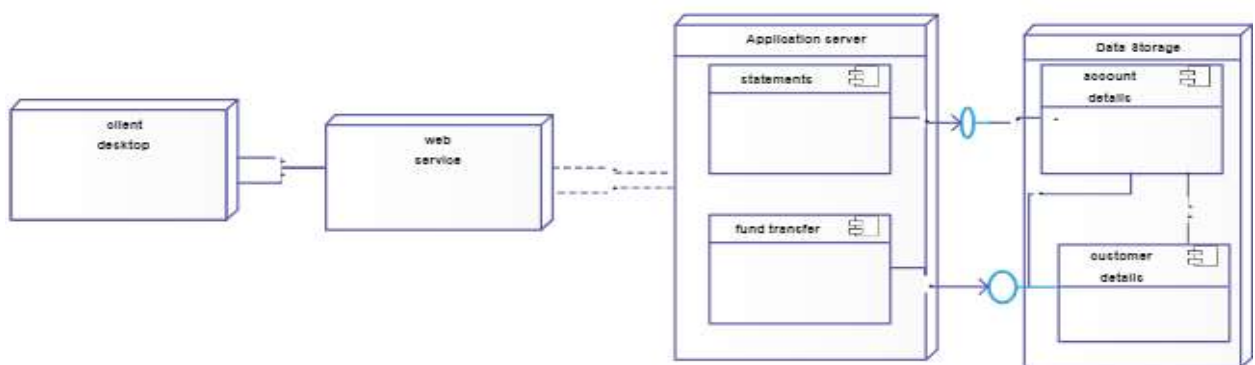 client
desktop
web
service
Application server
statements
fund transfer
Data Storage
account
details
customer
details